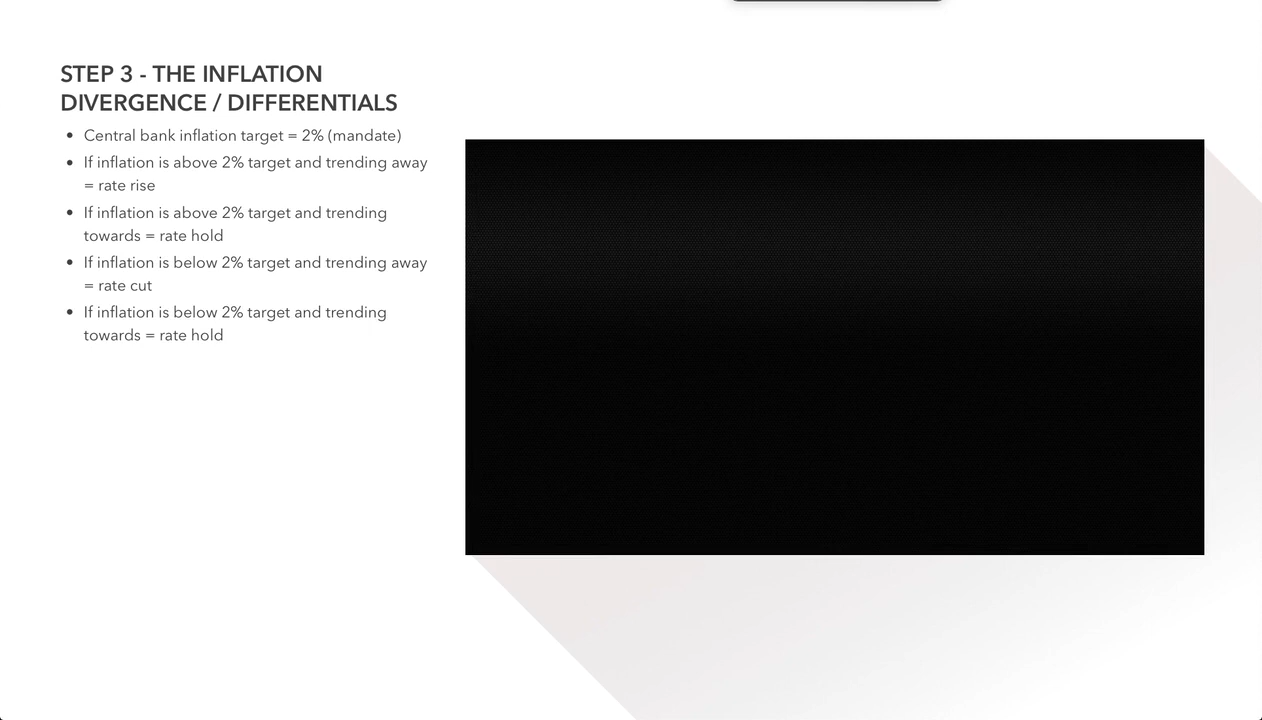 STEP 3 - THE INFLATION
DIVERGENCE / DIFFERENTIALS
• Central bank inflation target = 2% (mandate)
• If inflation is above 2% target and trending away
= rate rise
• If inflation is above 2% target and trending
towards = rate hold
• If inflation is below 2% target and trending away
= rate cut
• If inflation is below 2% target and trending
towards = rate hold